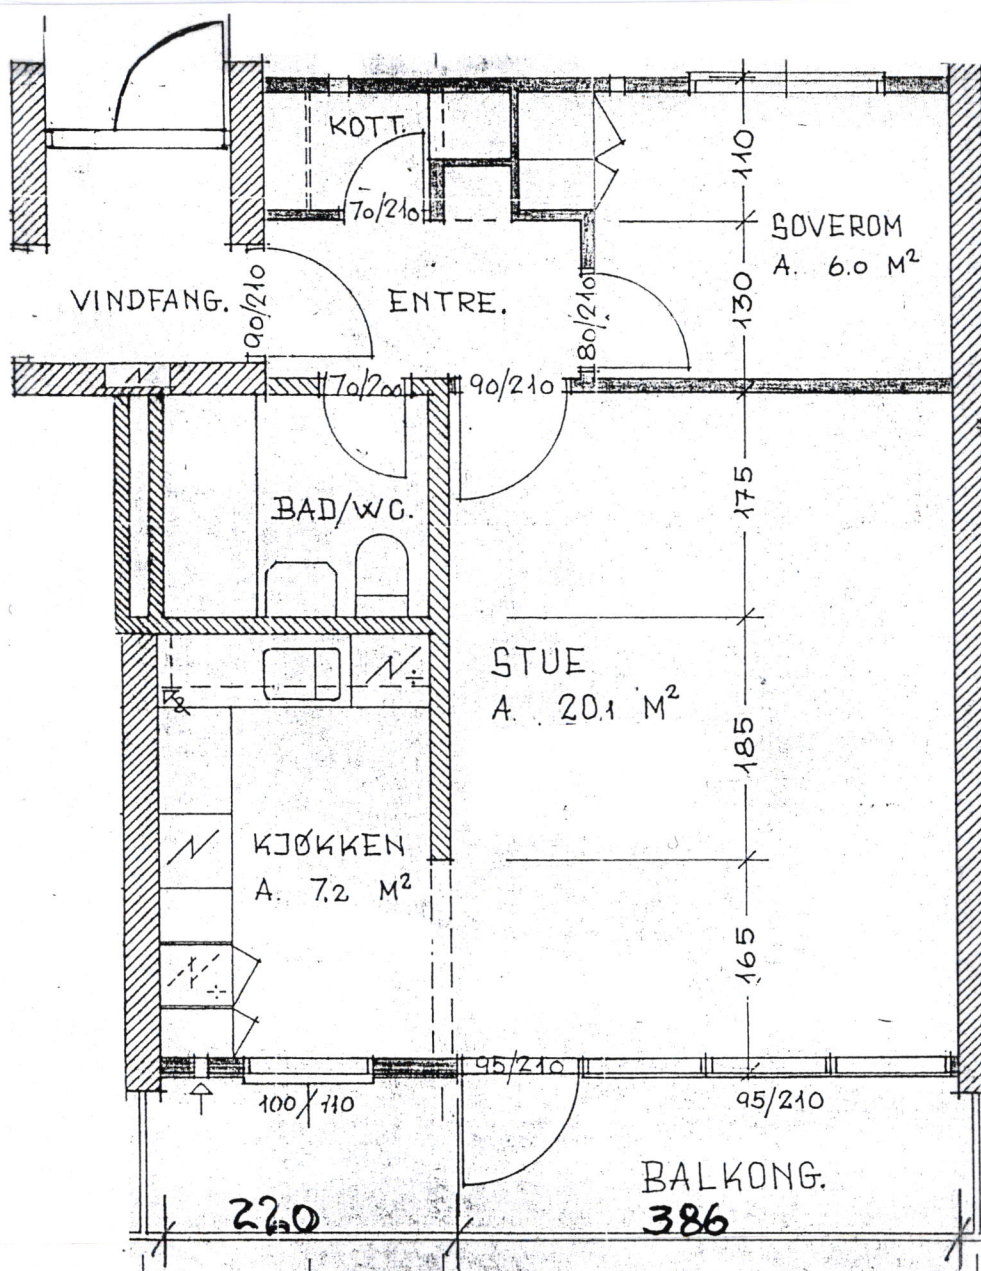 KOTT.
70/210
110
SOVEROM
A. 6.0 M²
VINDFANG.
90/210
ENTRE.
80/210
130
70/200
90/210
BAD/WC.
175
STUE
A. 20.1 M²
185
KJØKKEN
A. 7.2 M²
165
95/210
100/110
95/210
BALKONG.
220
386